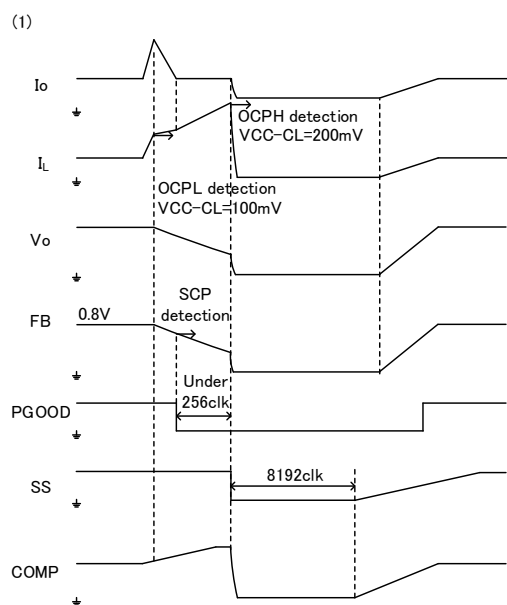 (1)
Io
OCPH detection
VCC-CL=200mV
IL
OCPL detection
VCC-CL=100mV
Vo
SCP
detection
0.8V
FB
Under
256clk
PGOOD
8192clk
SS
COMP